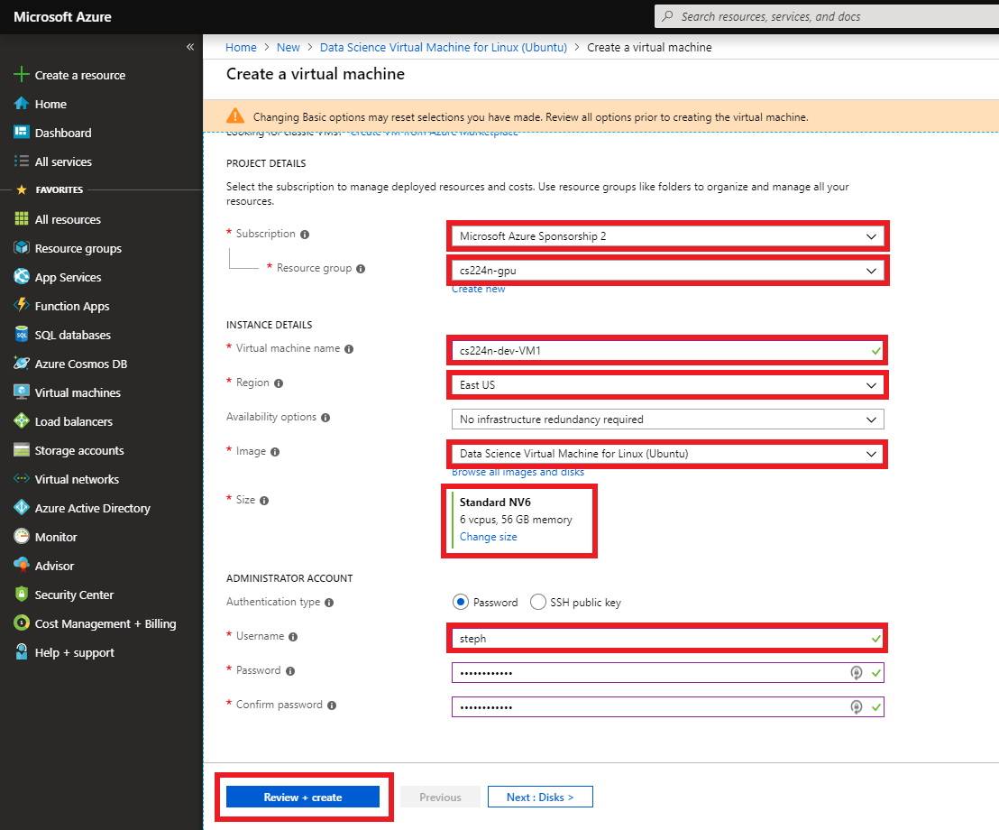 Microsoft Azure
Search resources, services, and docs
«
Create a resource
Home
Dashboard
All services
FAVORITES
All resources
Resource groups
App Services
Function Apps
SQL databases
Azure Cosmos DB
Virtual machines
Load balancers
Storage accounts
Virtual networks
Azure Active Directory
Monitor
Advisor
Security Center
Cost Management + Billing
Help + support
Home > New > Data Science Virtual Machine for Linux (Ubuntu) > Create a virtual machine
Create a virtual machine
Changing Basic options may reset selections you have made. Review all options prior to creating the virtual machine.
Looking for classic VMs? Create VM from Azure Marketplace
PROJECT DETAILS
Select the subscription to manage deployed resources and costs. Use resource groups like folders to organize and manage all your
resources.
* Subscription
Microsoft Azure Sponsorship 2
* Resource group
cs224n-gpu
Create new
INSTANCE DETAILS
* Virtual machine name
cs224n-dev-VM1
* Region
East US
Availability options
No infrastructure redundancy required
* Image
Data Science Virtual Machine for Linux (Ubuntu)
Browse all images and disks
* Size
Standard NV6
6 vcpus, 56 GB memory
Change size
ADMINISTRATOR ACCOUNT
Authentication type
Password
SSH public key
* Username
steph
* Password
••••••••••••
* Confirm password
••••••••••••
Review + create
Previous
Next : Disks >